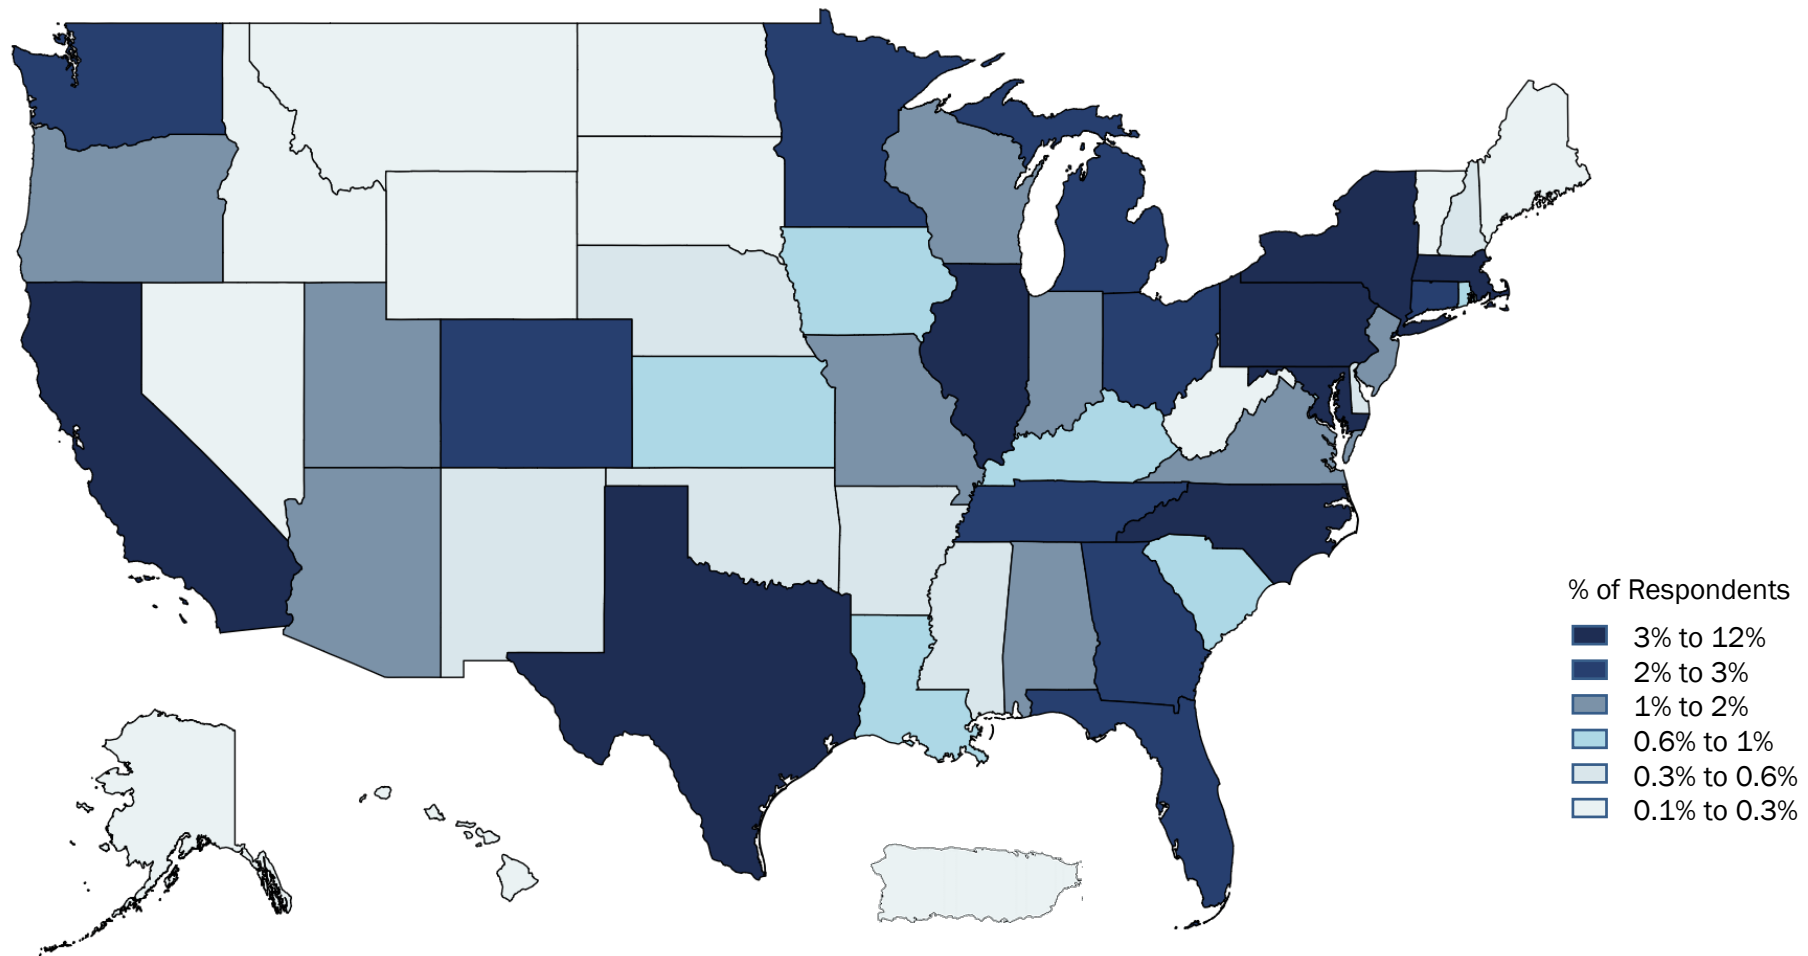 % of Respondents
3% to 12%
2% to 3%
1% to 2%
0.6% to 1%
0.3% to 0.6%
0.1% to 0.3%